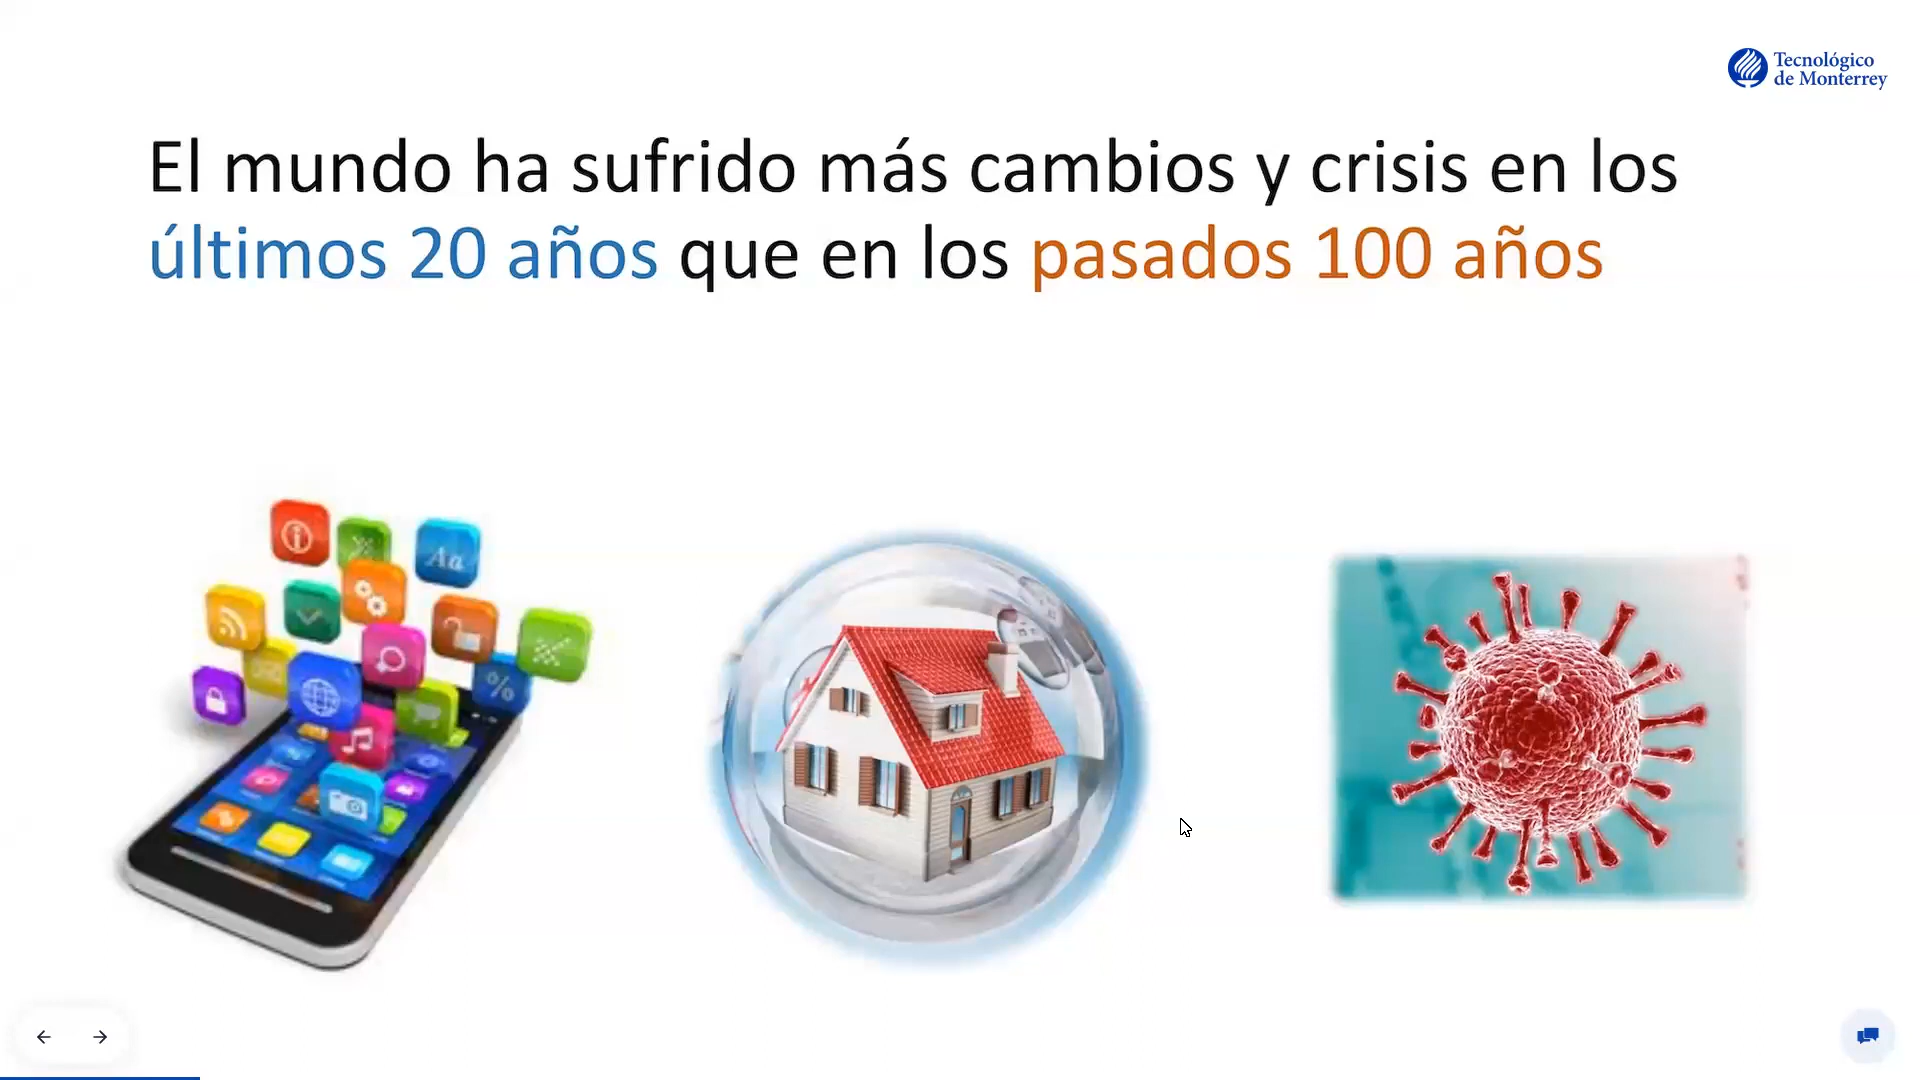 Tecnológico
de Monterrey
El mundo ha sufrido más cambios y crisis en los
últimos 20 años que en los pasados 100 años
Aa
%